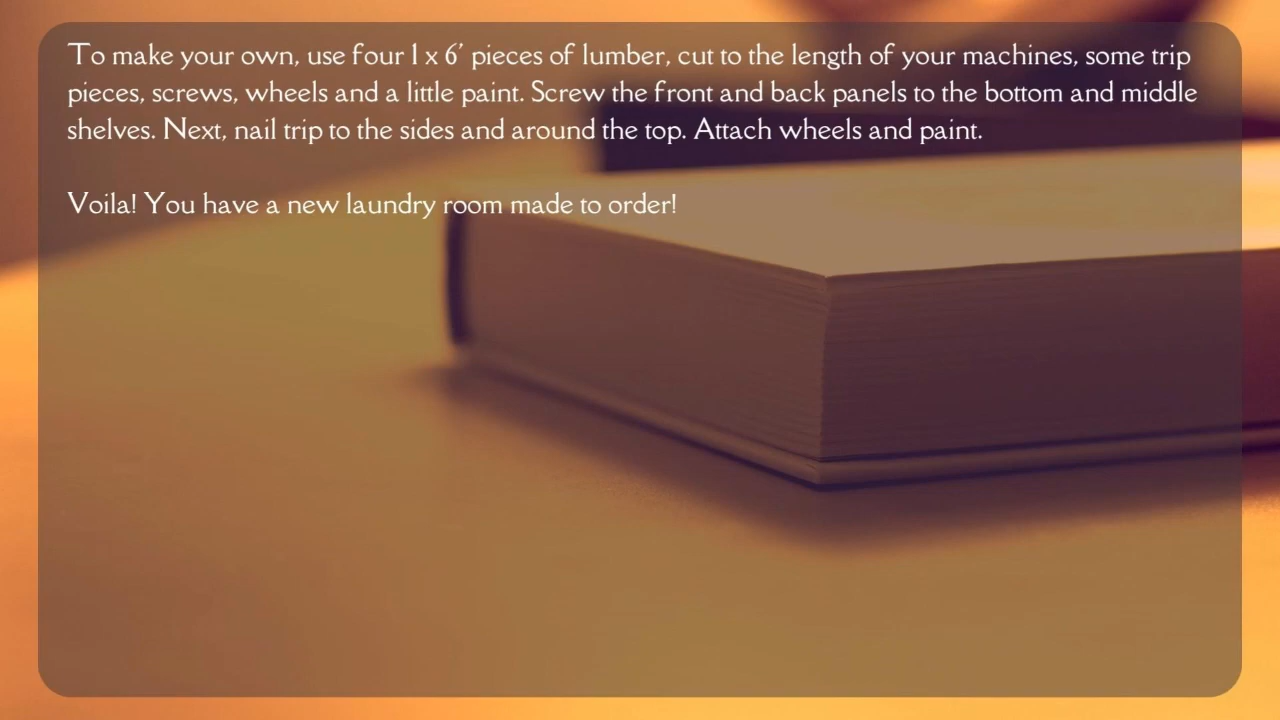 To make your own, use four 1 x 6’ pieces of lumber, cut to the length of your machines, some trip
pieces, screws, wheels and a little paint. Screw the front and back panels to the bottom and middle
shelves. Next, nail trip to the sides and around the top. Attach wheels and paint.
Voila! You have a new laundry room made to order!